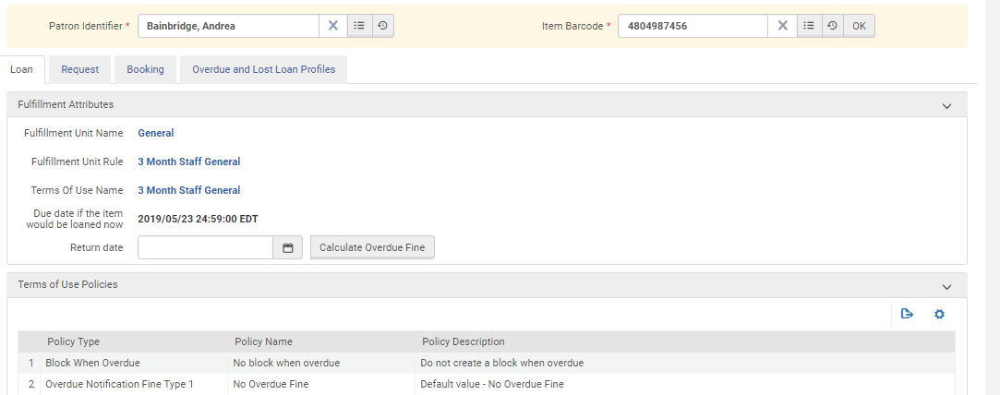 Patron Identifier * Bainbridge, Andrea Item Barcode * 4804987456 OK
Loan Request Booking Overdue and Lost Loan Profiles
Fulfillment Attributes
Fulfillment Unit Name General
Fulfillment Unit Rule 3 Month Staff General
Terms Of Use Name 3 Month Staff General
Due date if the item
would be loaned now 2019/05/23 24:59:00 EDT
Return date Calculate Overdue Fine
Terms of Use Policies
Policy Type Policy Name Policy Description
1 Block When Overdue No block when overdue Do not create a block when overdue
2 Overdue Notification Fine Type 1 No Overdue Fine Default value - No Overdue Fine